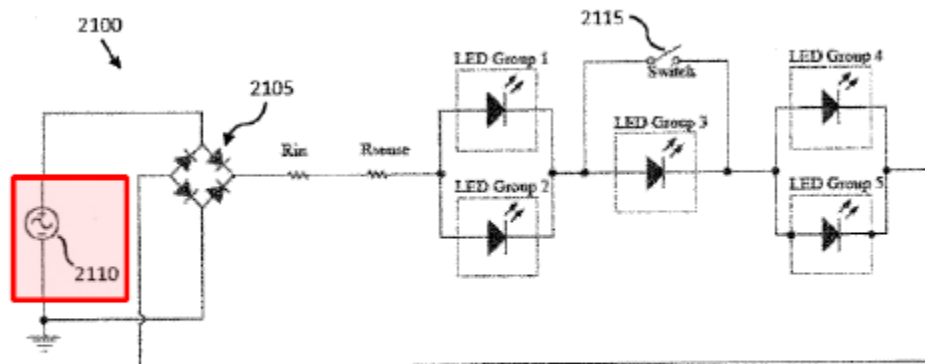 2100
2115
2105
LED Group 1
LED Group 4
Switch
LED Group 3
Rin
Rsense
LED Group 2
LED Group 5
2110